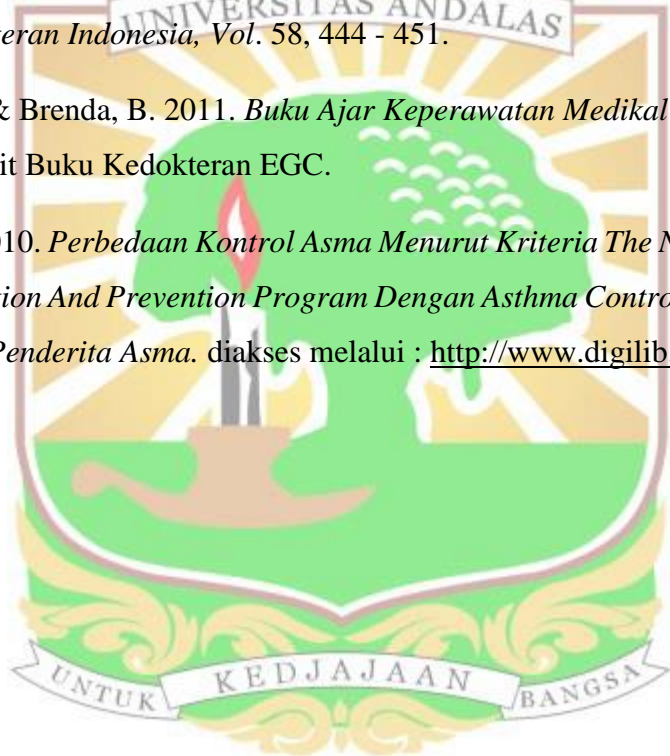 UNIVERSITAS ANDALAS
teran Indonesia, Vol. 58, 444 - 451.
& Brenda, B. 2011. Buku Ajar Keperawatan Medikal
it Buku Kedokteran EGC.
010. Perbedaan Kontrol Asma Menurut Kriteria The N
tion And Prevention Program Dengan Asthma Contro
Penderita Asma. diakses melalui : http://www.digilib.
UNTUK KEDJAJAAN BANGSA